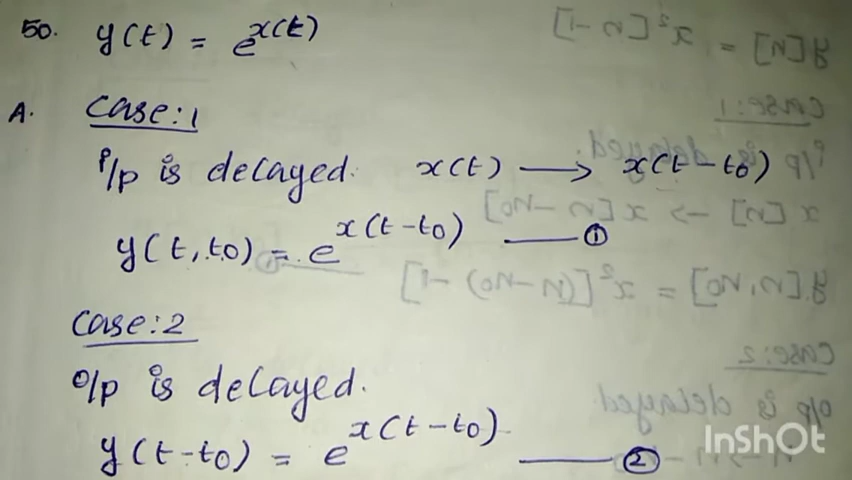 50. y(t) = e^x(t)
A. Case:1
i/p is delayed. x(t) → x(t-t0)
y(t, t0) = e^x(t-t0) —— ①
Case:2
o/p is delayed.
y(t-t0) = e^x(t-t0) —— ②
InShOt